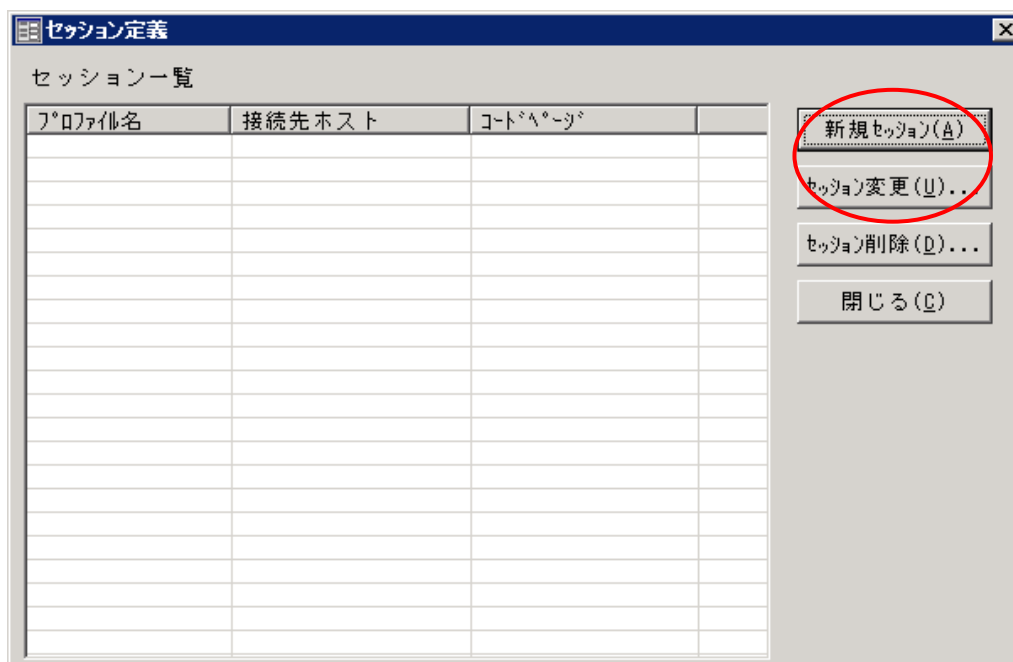 セッション定義
セッション一覧
ﾌﾟﾛﾌｧｲﾙ名 接続先ホスト ｺｰﾄﾞﾍﾟｰｼﾞ
新規ｾｯｼｮﾝ(A)
ｾｯｼｮﾝ変更(U)...
ｾｯｼｮﾝ削除(D)...
閉じる(C)